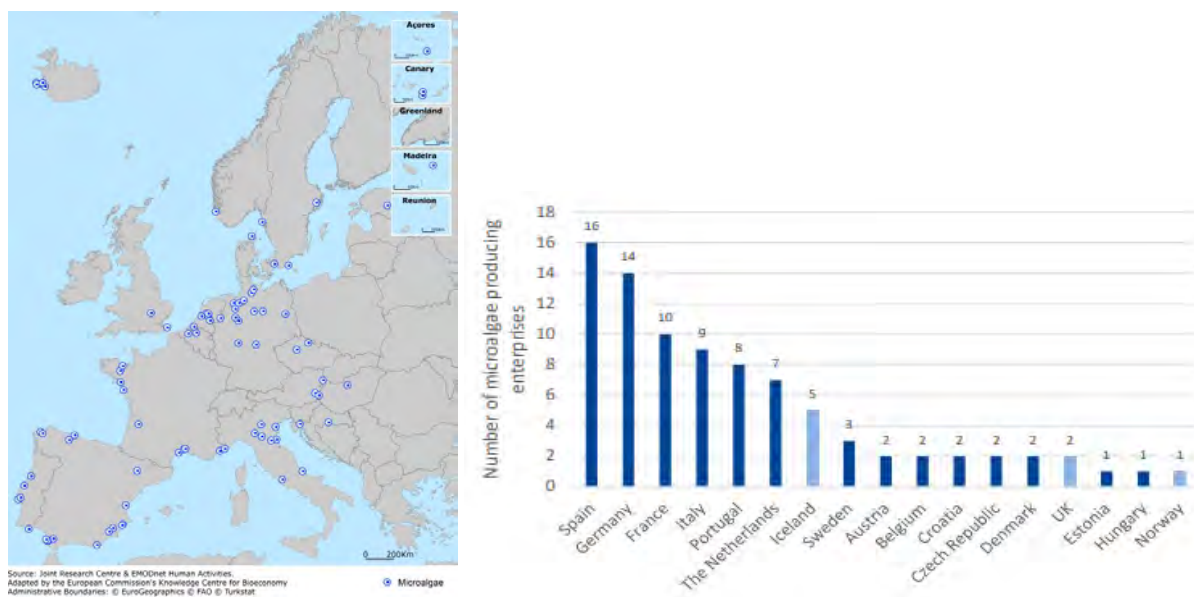 Açores
Canary
Greenland
Madeira
Reunion
0 200Km
Source: Joint Research Centre & EMODnet Human Activities.
Adapted by the European Commission's Knowledge Centre for Bioeconomy
Administrative Boundaries: © EuroGeographics © FAO © Turkstat
Microalgae
Number of microalgae producing
enterprises
18
16
14
12
10
8
6
4
2
0
16
14
10
9
8
7
5
3
2
2
2
2
2
2
1
1
1
Spain
Germany
France
Italy
Portugal
The Netherlands
Iceland
Sweden
Austria
Belgium
Croatia
Czech Republic
Denmark
UK
Estonia
Hungary
Norway